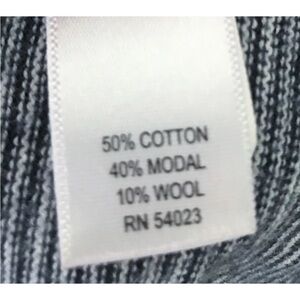 50% COTTON
40% MODAL
10% WOOL
RN 54023